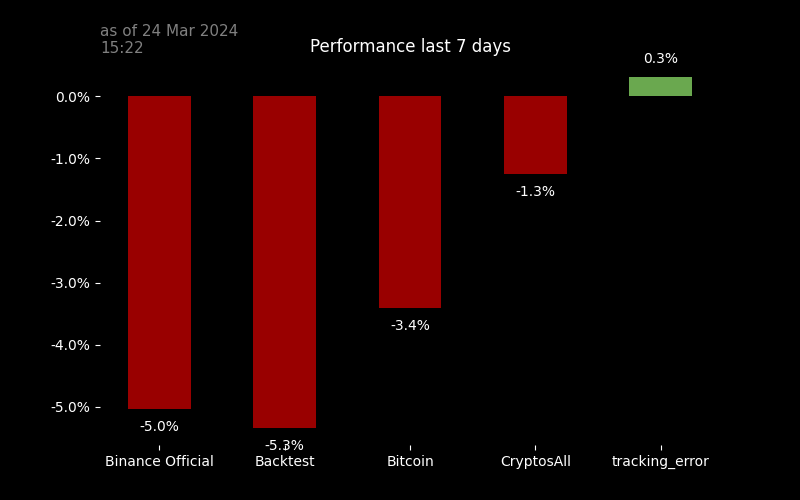 as of 24 Mar 2024
15:22
Performance last 7 days
0.3%
0.0%
-1.0%
-1.3%
-2.0%
-3.0%
-3.4%
-4.0%
-5.0%
-5.0%
-5.3%
Binance Official
Backtest
Bitcoin
CryptosAll
tracking_error